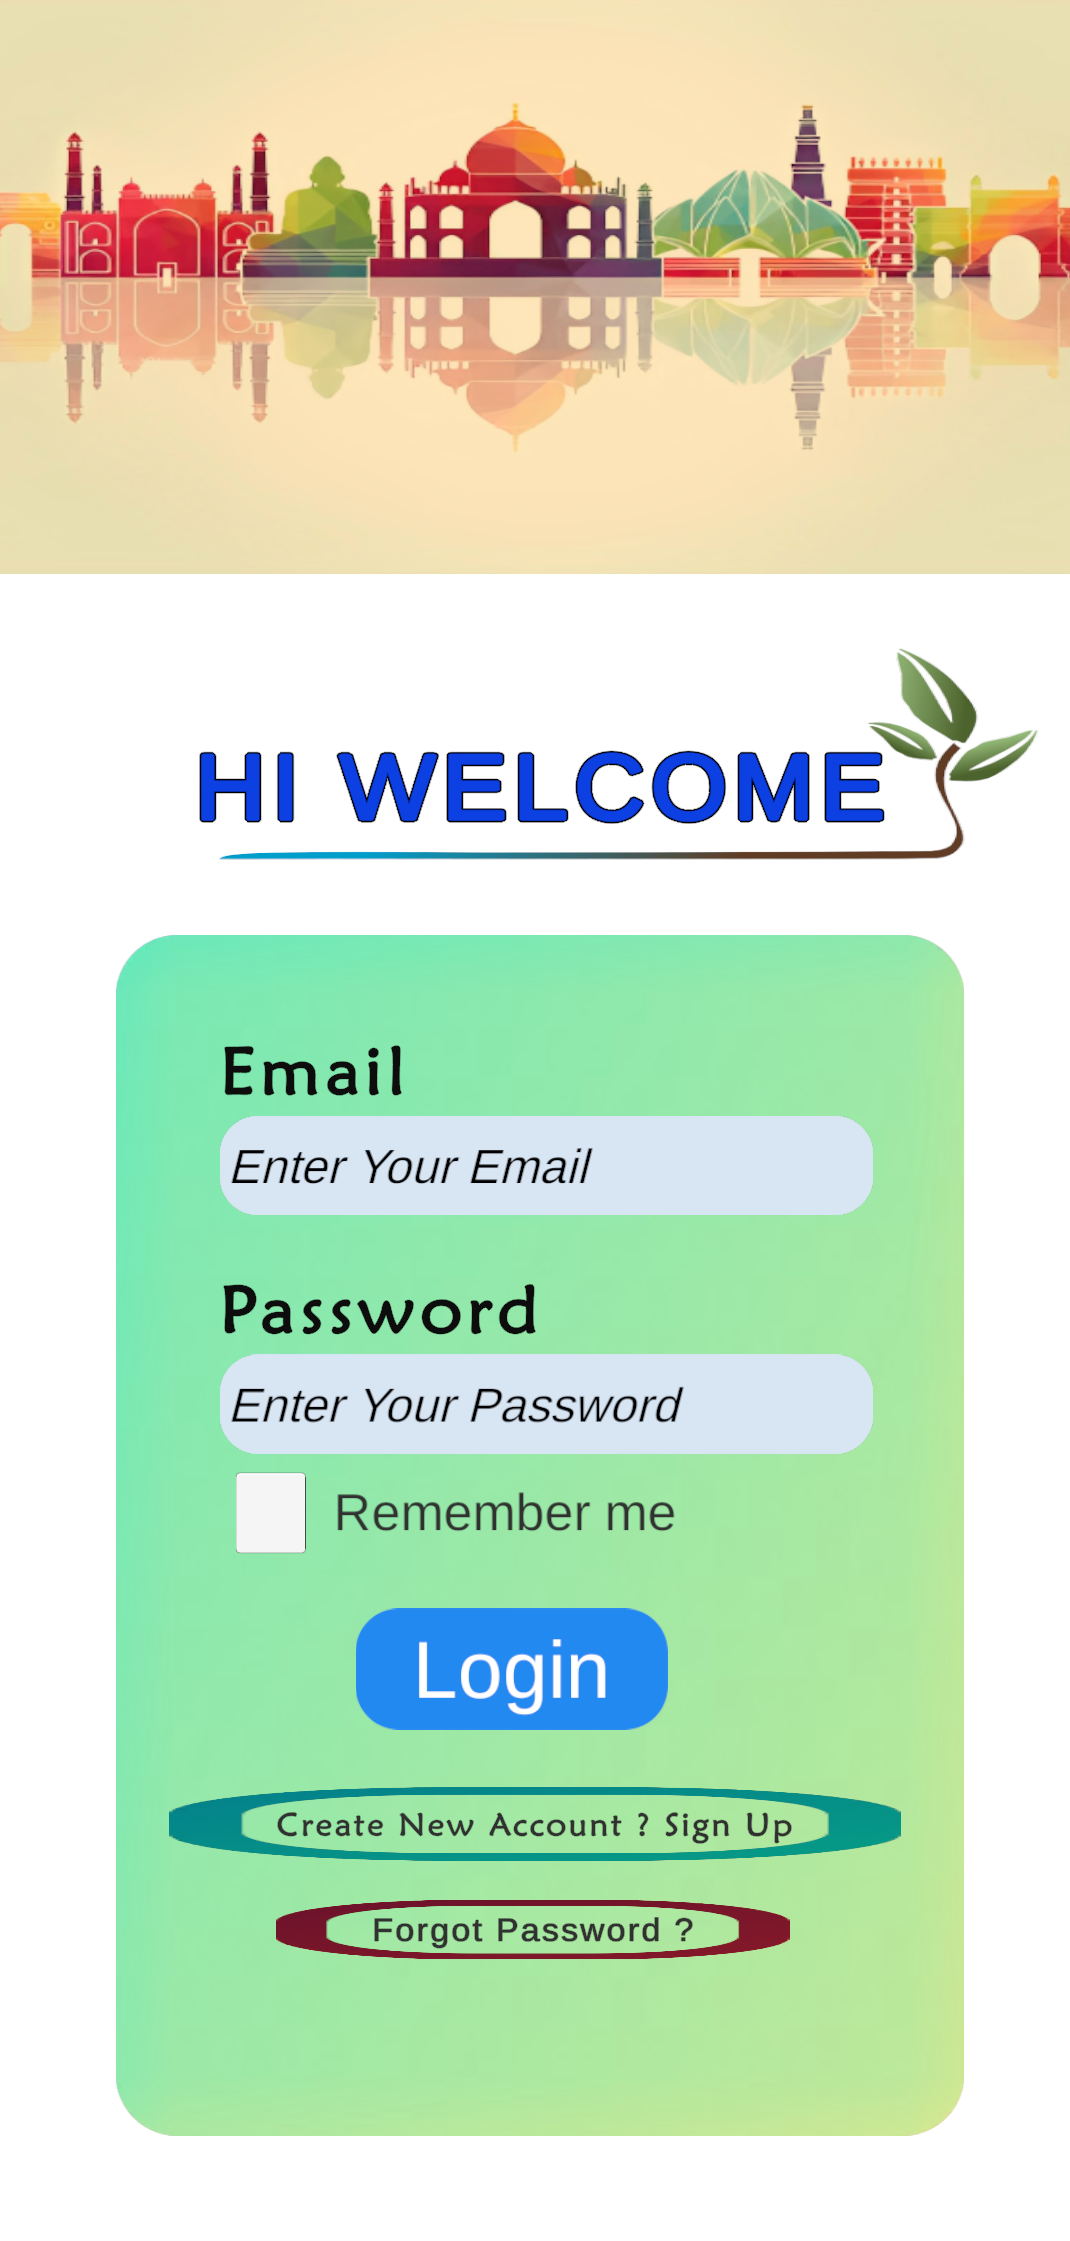 HI WELCOME
Email
Enter Your Email
Password
Enter Your Password
Remember me
Login
Create New Account ? Sign Up
Forgot Password ?